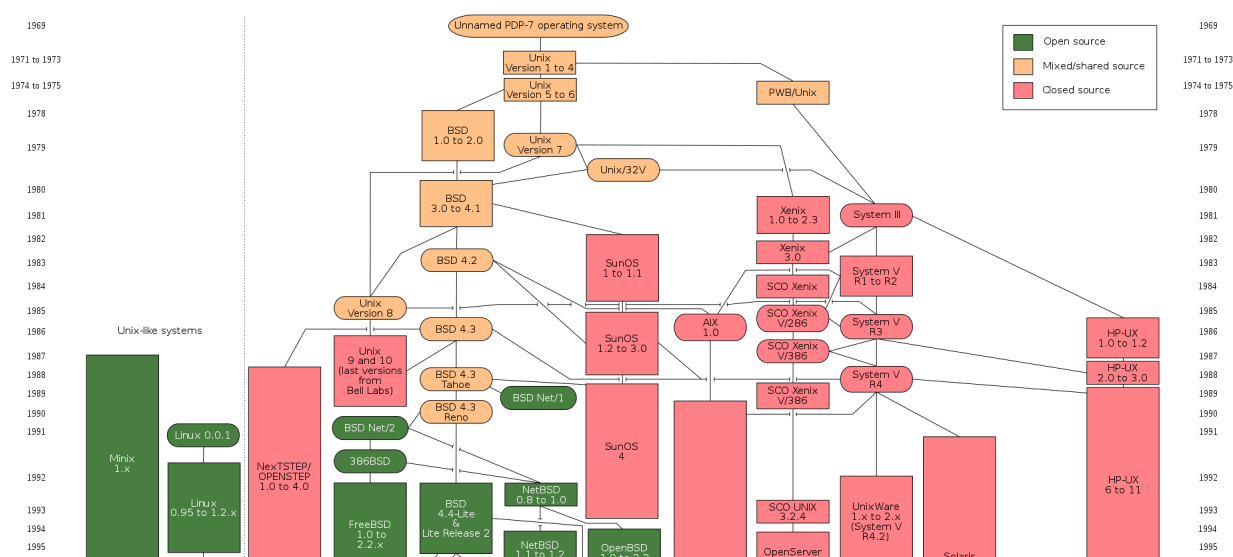 1969
Unnamed PDP-7 operating system
1969
Open source
1971 to 1973
Unix
Version 1 to 4
1971 to 1973
Mixed/shared source
1974 to 1975
Unix
Version 5 to 6
PWB/Unix
1974 to 1975
Closed source
1978
BSD
1.0 to 2.0
1978
1979
Unix
Version 7
1979
Unix/32V
1980
BSD
3.0 to 4.1
1980
1981
Xenix
1.0 to 2.3
System III
1981
1982
Xenix
3.0
1982
1983
BSD 4.2
SunOS
1 to 1.1
System V
R1 to R2
1983
1984
SCO Xenix
1984
1985
Unix
Version 8
SCO Xenix
V/286
1985
Unix-like systems
1986
BSD 4.3
SunOS
1.2 to 3.0
AIX
1.0
System V
R3
HP-UX
1.0 to 1.2
1986
1987
Unix
9 and 10
(last versions
from
Bell Labs)
SCO Xenix
V/386
1987
1988
BSD 4.3
Tahoe
System V
R4
HP-UX
2.0 to 3.0
1988
1989
BSD Net/1
SCO Xenix
V/386
1989
1990
BSD 4.3
Reno
1990
1991
Linux 0.0.1
BSD Net/2
1991
Minix
1.x
386BSD
SunOS
4
1992
NexTSTEP/
OPENSTEP
1.0 to 4.0
NetBSD
0.8 to 1.0
HP-UX
6 to 11
1992
1993
Linux
0.95 to 1.2.x
BSD
4.4-Lite
&
Lite Release 2
SCO UNIX
3.2.4
UnixWare
1.x to 2.x
(System V
R4.2)
1993
1994
FreeBSD
1.0 to
2.2.x
1994
1995
NetBSD
1.1 to 1.2
OpenBSD
OpenServer
Solaris
1995